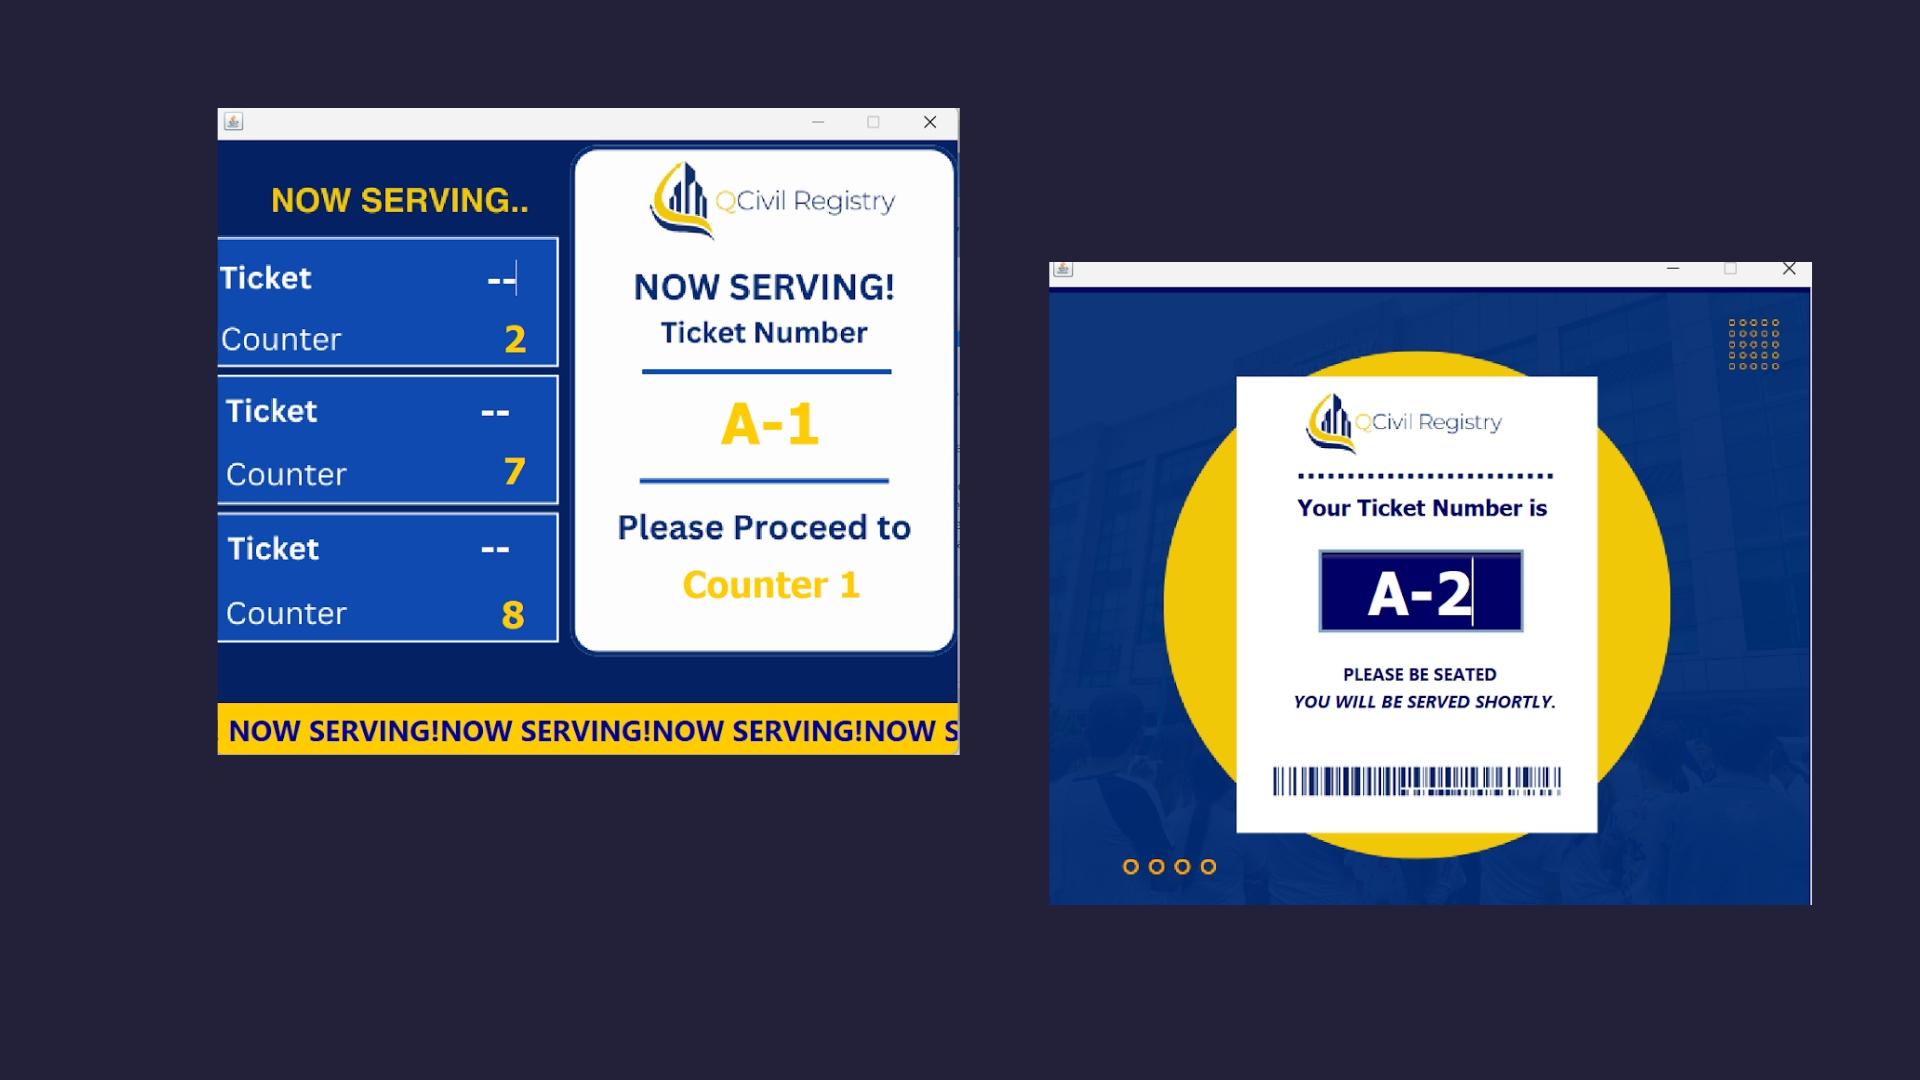 NOW SERVING..
Ticket --
Counter 2
Ticket --
Counter 7
Ticket --
Counter 8
QCivil Registry
NOW SERVING!
Ticket Number
A-1
Please Proceed to
Counter 1
NOW SERVING!NOW SERVING!NOW SERVING!NOW S
QCivil Registry
Your Ticket Number is
A-2
PLEASE BE SEATED
YOU WILL BE SERVED SHORTLY.